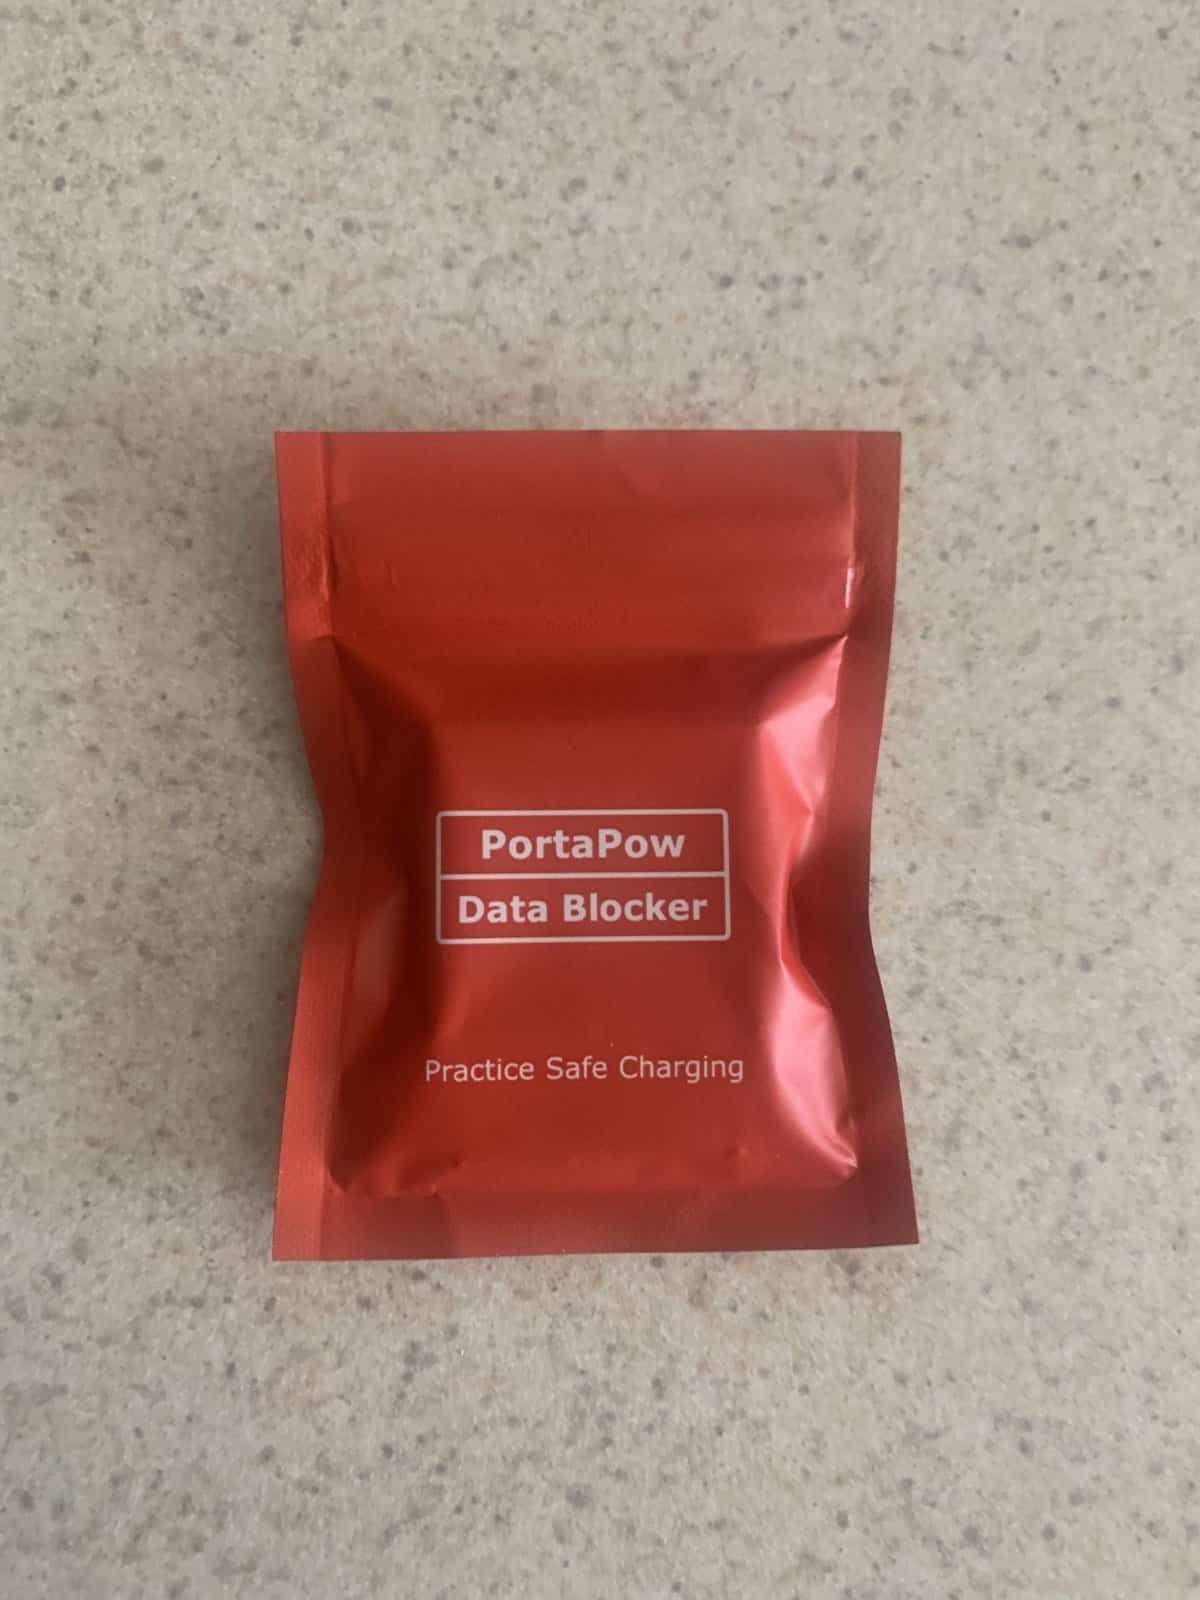 PortaPow
Data Blocker
Practice Safe Charging